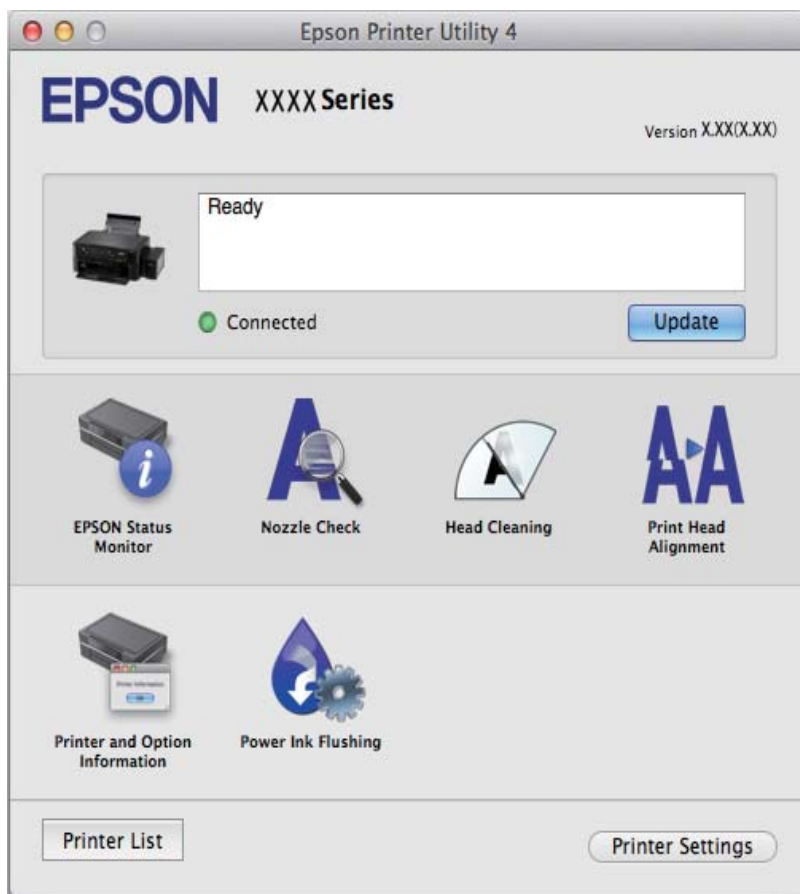 Epson Printer Utility 4
EPSON XXXX Series
Version X.XX(X.XX)
Ready
Connected
Update
EPSON Status
Monitor
Nozzle Check
Head Cleaning
Print Head
Alignment
Printer and Option
Information
Power Ink Flushing
Printer List
Printer Settings